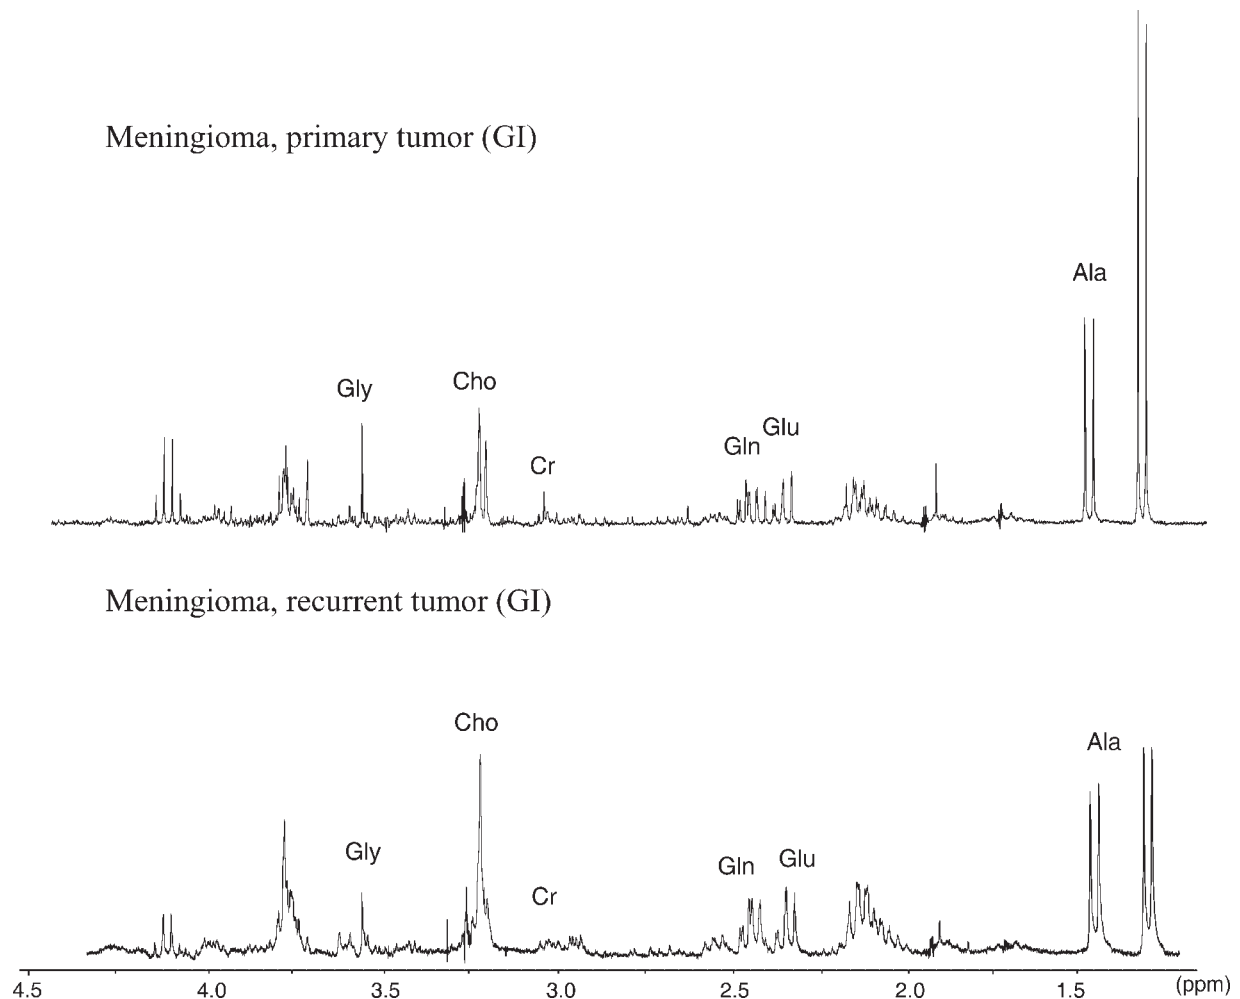 Meningioma, primary tumor (GI)
Ala
Gly
Cho
Glu
Gln
Cr
Meningioma, recurrent tumor (GI)
Cho
Ala
Gly
Gln
Glu
Cr
4.5 4.0 3.5 3.0 2.5 2.0 1.5 (ppm)